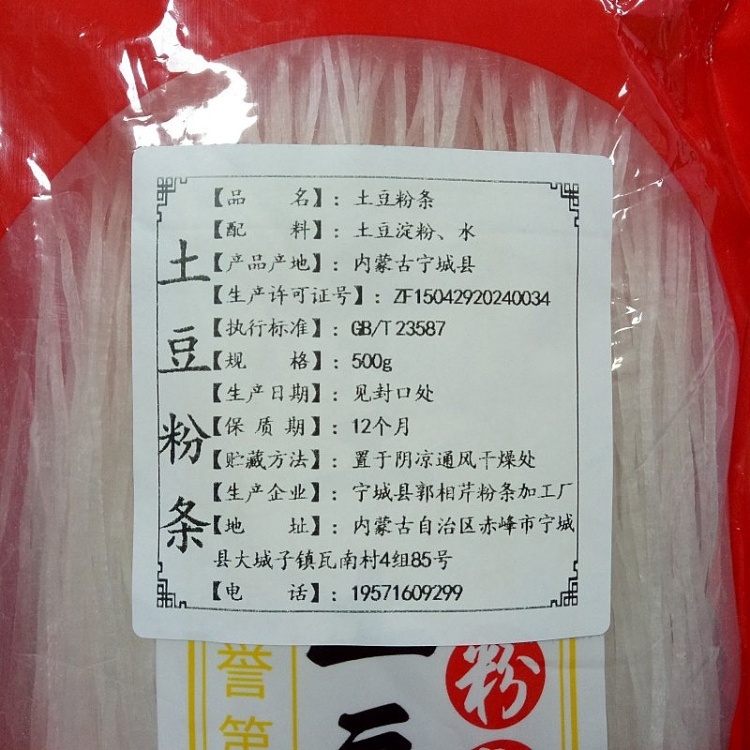 土豆粉条
【品 名】：土豆粉条
【配 料】：土豆淀粉、水
【产品产地】：内蒙古宁城县
【生产许可证号】：ZF15042920240034
【执行标准】：GB/T 23587
【规 格】：500g
【生产日期】：见封口处
【保 质 期】：12个月
【贮藏方法】：置于阴凉通风干燥处
【生产企业】：宁城县郭相芹粉条加工厂
【地 址】：内蒙古自治区赤峰市宁城
县大城子镇瓦南村4组85号
【电 话】：19571609299
誉第
粉